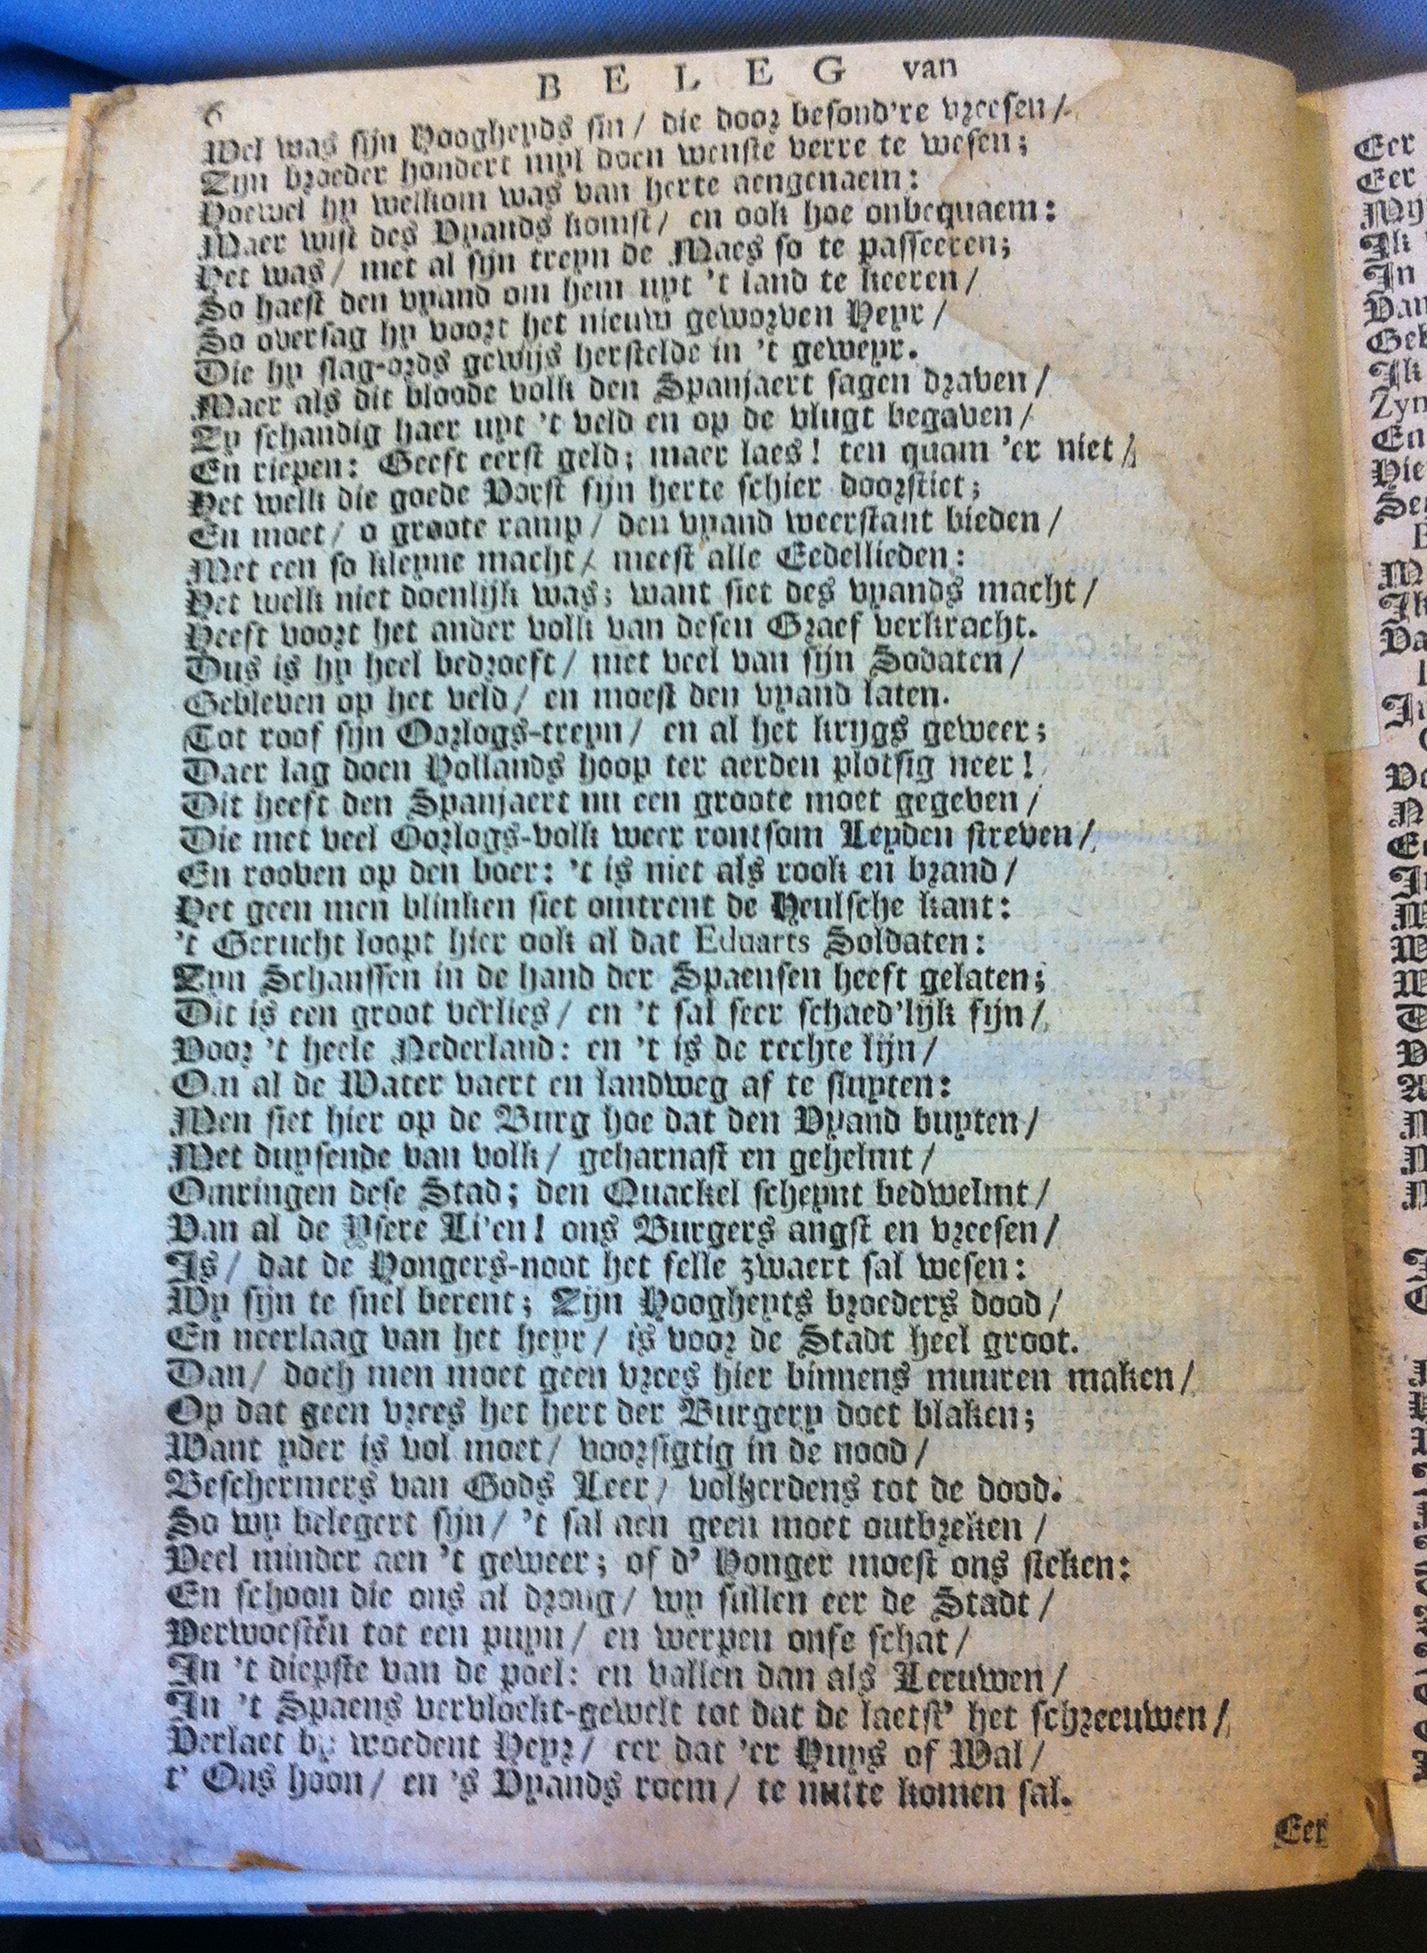 6 BELEG van
Wel was sijn Hoogheyds sin / die door besond're vreesen /
Zijn broeder hondert myl doen wenste verre te wesen;
Hoewel hy welkom was van herte aengenaem:
Maer wist des Vyands komst / en ook hoe onbequaem:
Het was / met al sijn treyn de Maes so te passeeren;
So haest den vyand om hem uyt 't land te keeren /
So oversag hy voort het nieuw geworven Heyr /
Die hy slag-ords gewijs herstelde in 't geweyr.
Maer als dit bloode volk den Spanjaert sagen draven /
Zy schandig haer uyt 't veld en op de vlugt begaven /
En riepen: Geeft eerst geld; maer laes! ten quam 'er niet /
Het welk die goede Vorst sijn herte schier doorstiet;
En moet / o groote ramp / den vyand weerstant bieden /
Met een so kleyne macht / meest alle Eedellieden:
Het welk niet doenlijk was; want siet des vyands macht /
Heeft voort het ander volk van desen Graef verkracht.
Dus is hy heel bedroeft / met veel van sijn Sodaten /
Gebleven op het veld / en moest den vyand laten.
Tot roof sijn Oorlogs-treyn / en al het krijgs geweer;
Daer lag doen Hollands hoop ter aerden plotsig neer!
Dit heeft den Spanjaert nu een groote moet gegeven /
Die met veel Oorlogs-volk weer rontsom Leyden streven /
En rooven op den boer: 't is niet als rook en brand /
Het geen men blinken siet omtrent de Heulsche kant:
't Gerucht loopt hier ook al dat Eduarts Soldaten:
Zijn Schanssen in de hand der Spaensen heeft gelaten;
Dit is een groot verlies / en 't sal seer schaed'lijk sijn /
Voor 't heele Nederland: en 't is de rechte lijn /
Om al de Water vaert en landweg af te sluyten:
Men siet hier op de Burg hoe dat den Vyand buyten /
Met duysende van volk / geharnast en gehelmt /
Omringen dese Stad; den Quackel scheynt bedwelmt /
Van al de Ysere Li'en! ons Burgers angst en vreesen /
Is / dat de Hongers-noot het felle zwaert sal wesen:
Wy sijn te snel berent; Zijn Hoogheyts broeders dood /
En neerlaag van het heyr / is voor de Stadt heel groot.
Dan / doch men moet geen vrees hier binnens muuren maken /
Op dat geen vrees het hert der Burgery doet blaken;
Want yder is vol moet / voorsigtig in de nood /
Beschermers van Gods Leer / volherdens tot de dood.
So wy belegert sijn / 't sal aen geen moet outbreken /
Veel minder aen 't geweer; of d' Honger moest ons steken:
En schoon die ons al drong / wy sullen eer de Stadt /
Verwoesten tot een puyn / en werpen onse schat /
In 't diepste van de poel: en vallen dan als Leeuwen /
In 't Spaens vervloekt-gewelt tot dat de laetst' het schreeuwen /
Verlaet by woedent Heyr / eer dat 'er Huys of Wal /
t' Ons hoon / en 's Vyands roem / te nutte komen sal.
Eer